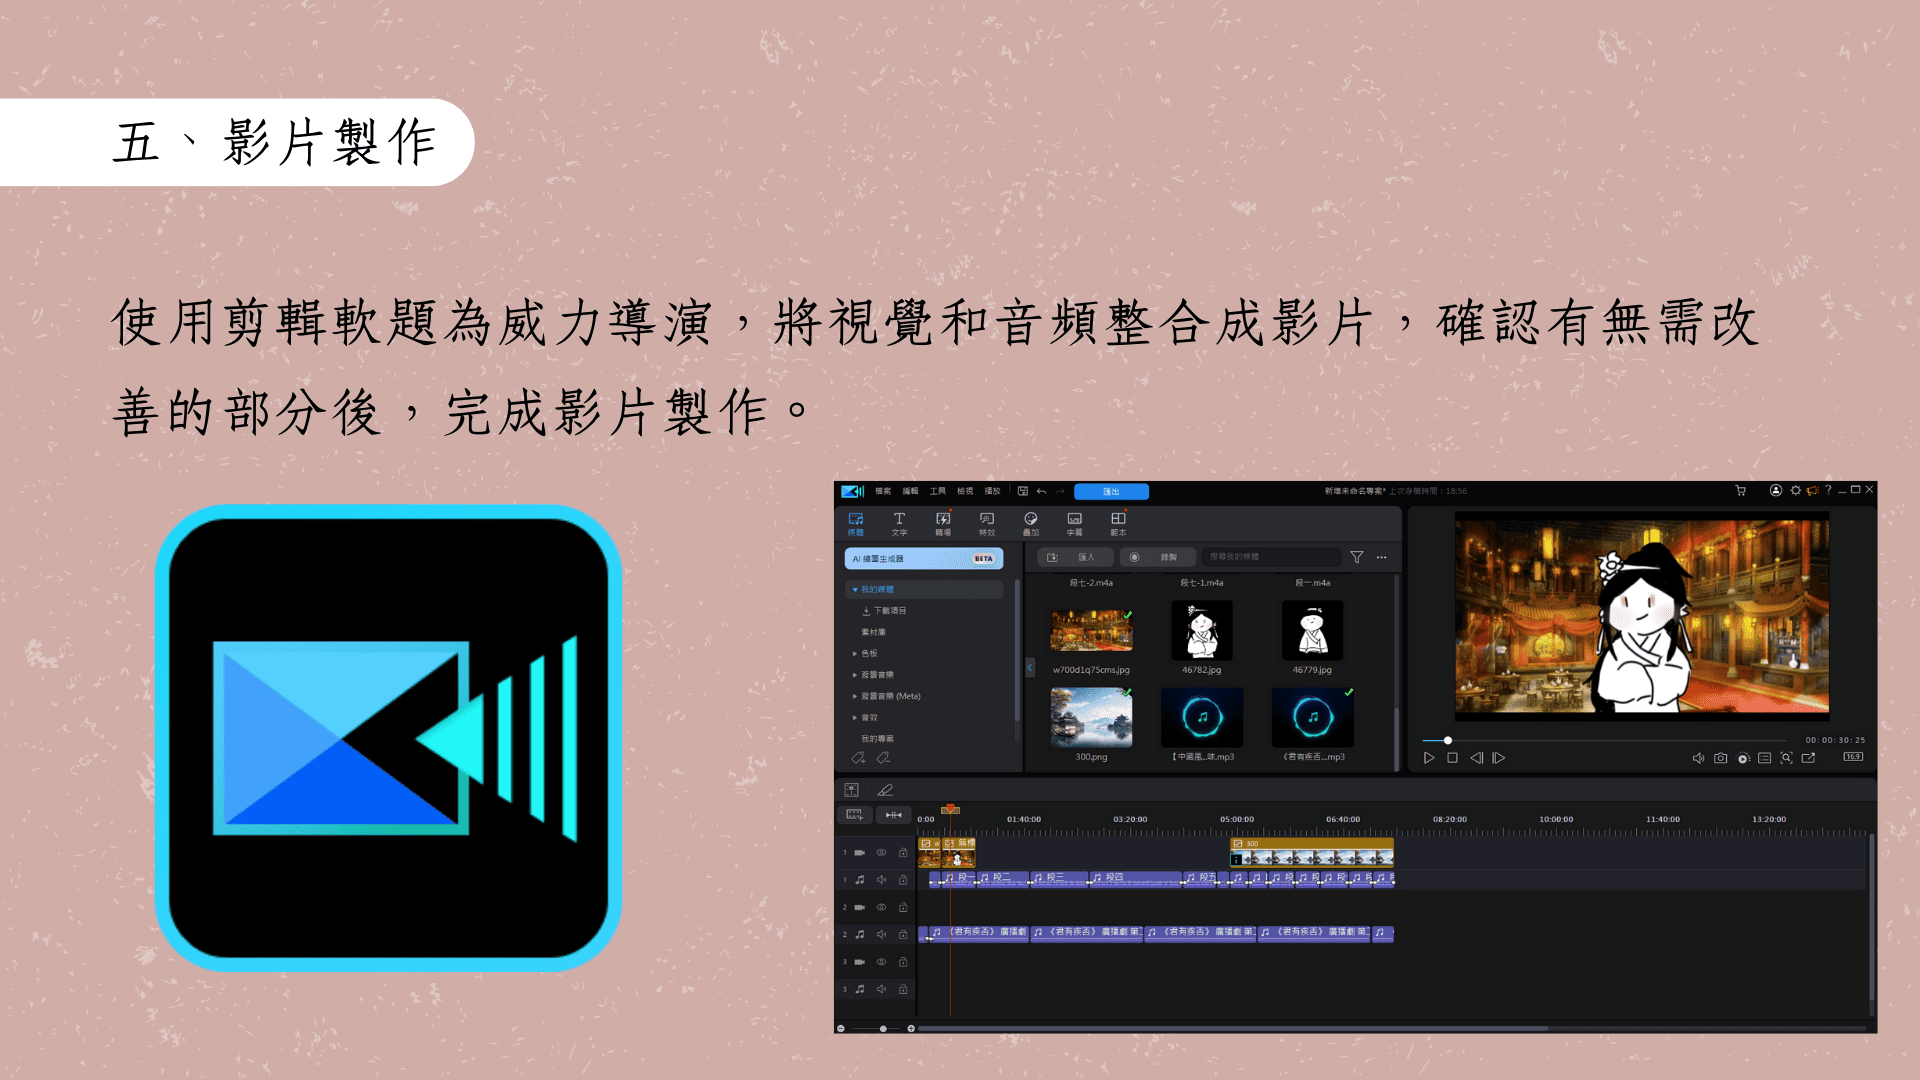 五、影片製作
使用剪輯軟題為威力導演,將視覺和音頻整合成影片,確認有無需改
善的部分後,完成影片製作。
檔案 編輯 工具 檢視 播放 匯出 新增未命名專案* 上次存檔時間:18:56
媒體 文字 轉場 特效 疊加 字幕 範本
AI 繪圖生成器 BETA
匯入 錄製 搜尋我的媒體
我的媒體
下載項目
素材庫
色板
背景音樂
背景音樂 (Meta)
音效
我的專案
段七-2.m4a 段七-1.m4a 段一.m4a
w700d1q75cms.jpg 46782.jpg 46779.jpg
300.png 【中國風...味.mp3 《君有疾否....mp3
00:00:30:25
16:9
0:00 01:40:00 03:20:00 05:00:00 06:40:00 08:20:00 10:00:00 11:40:00 13:20:00
1 w 無標 300
1 段一 段二 段三 段四 段五
2
2 《君有疾否》 廣播劇 《君有疾否》 廣播劇 第 《君有疾否》 廣播劇 第 《君有疾否》 廣播劇 第
3
3